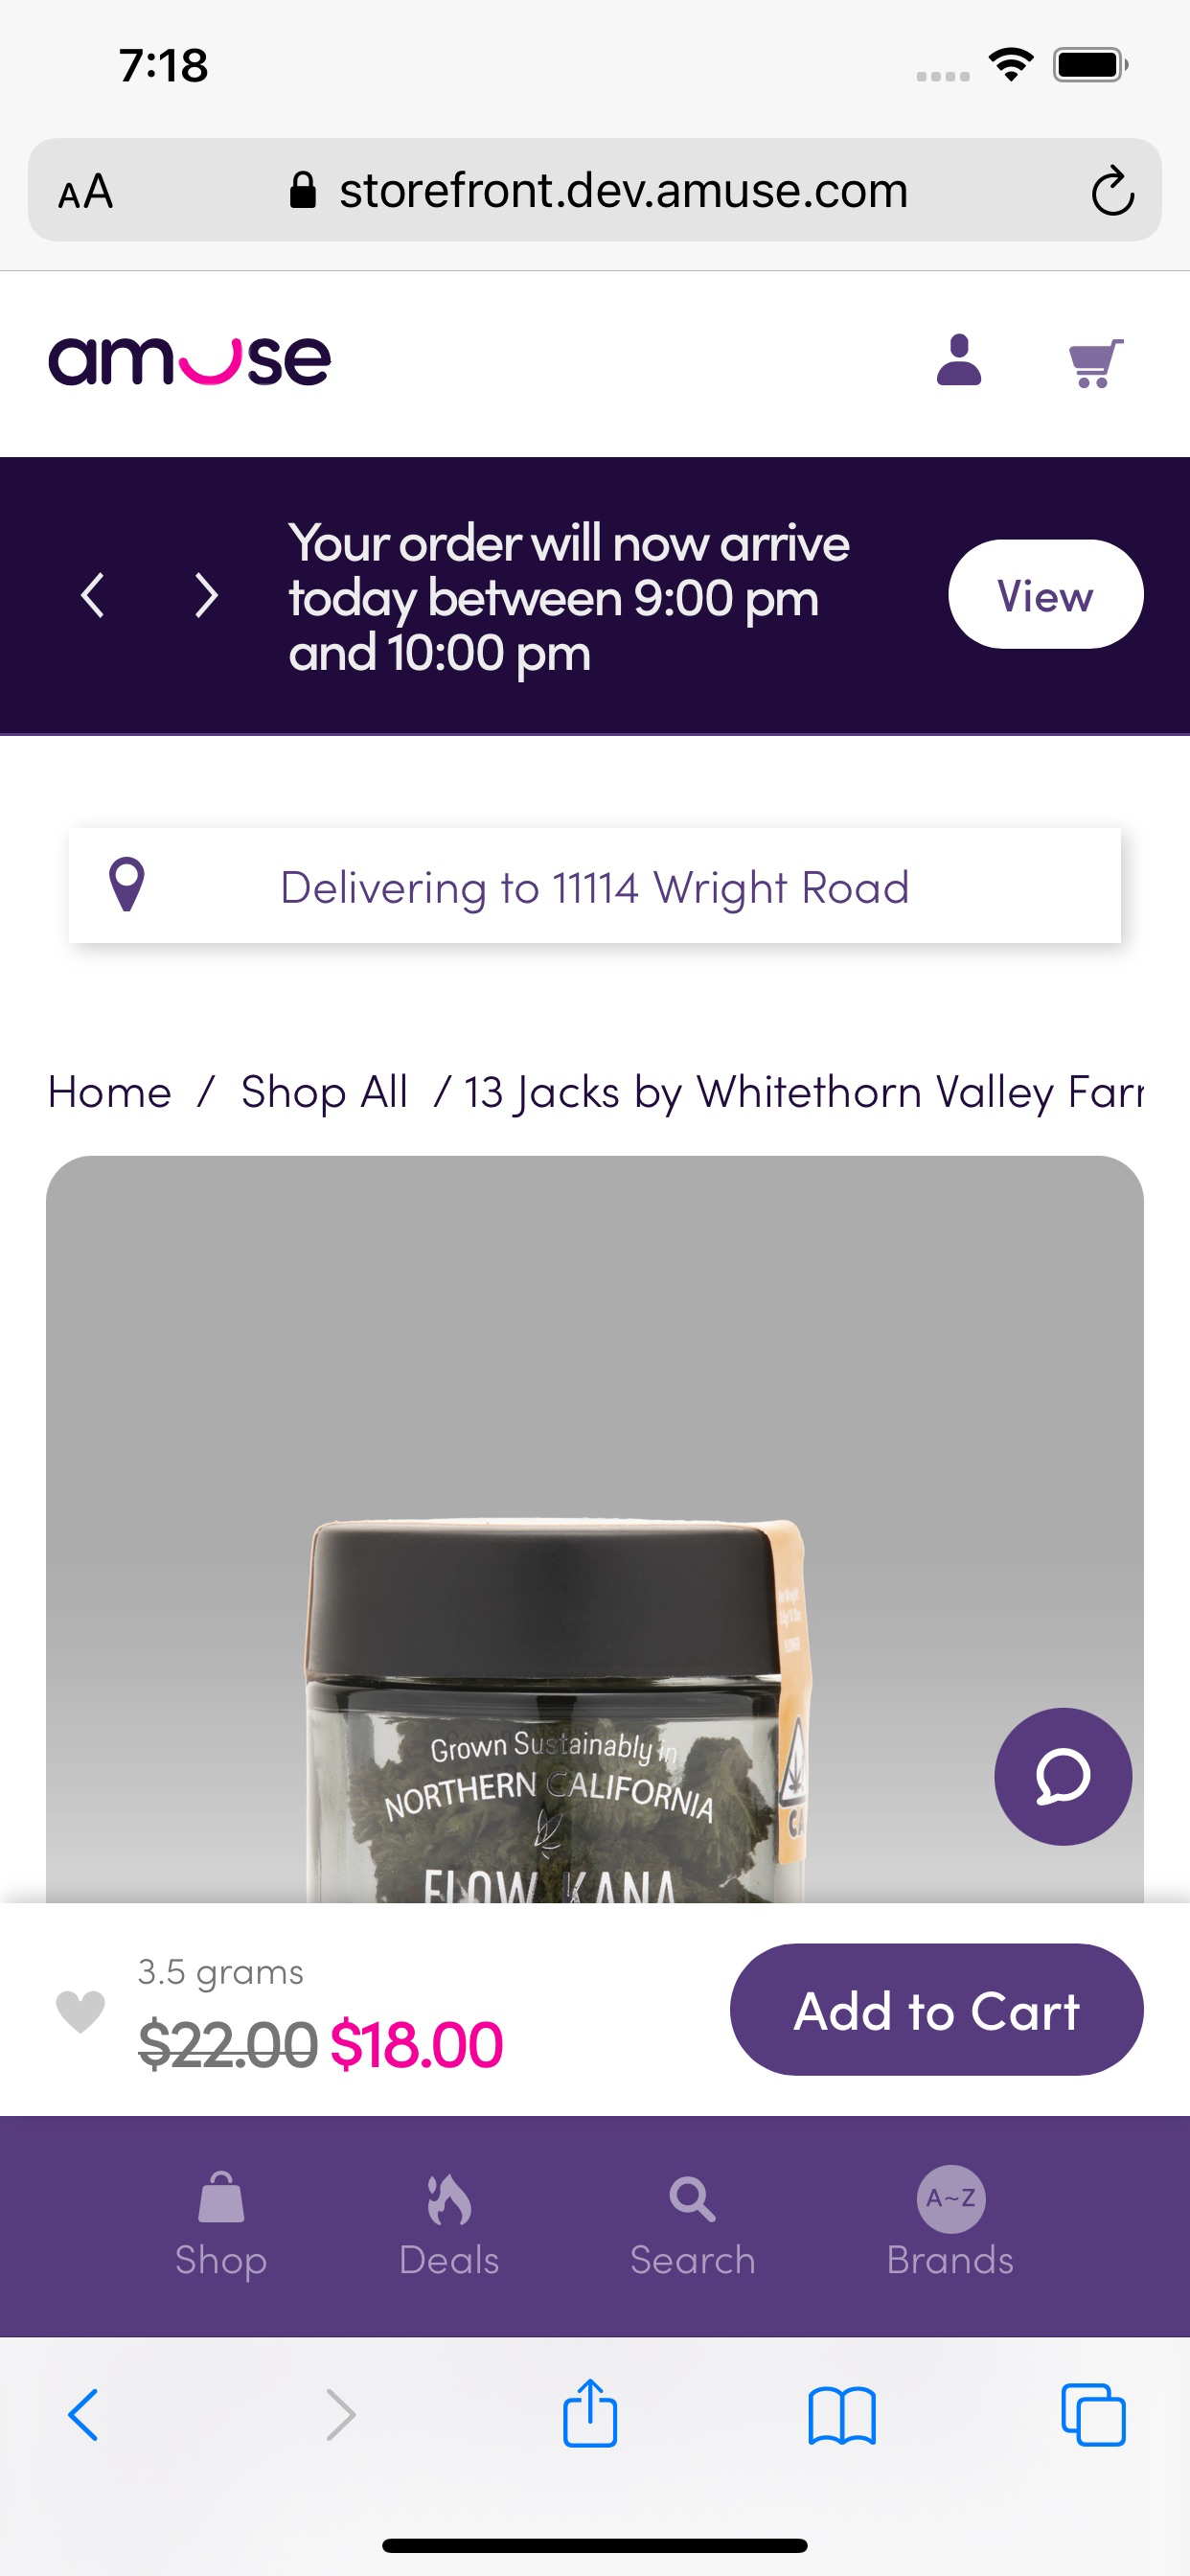 7:18
AA
storefront.dev.amuse.com
amuse
Your order will now arrive
today between 9:00 pm
and 10:00 pm
View
Delivering to 11114 Wright Road
Home / Shop All / 13 Jacks by Whitethorn Valley Farm
Grown Sustainably in
NORTHERN CALIFORNIA
FLOW KANA
CA
3.5 grams
$22.00 $18.00
Add to Cart
A~Z
Shop Deals Search Brands